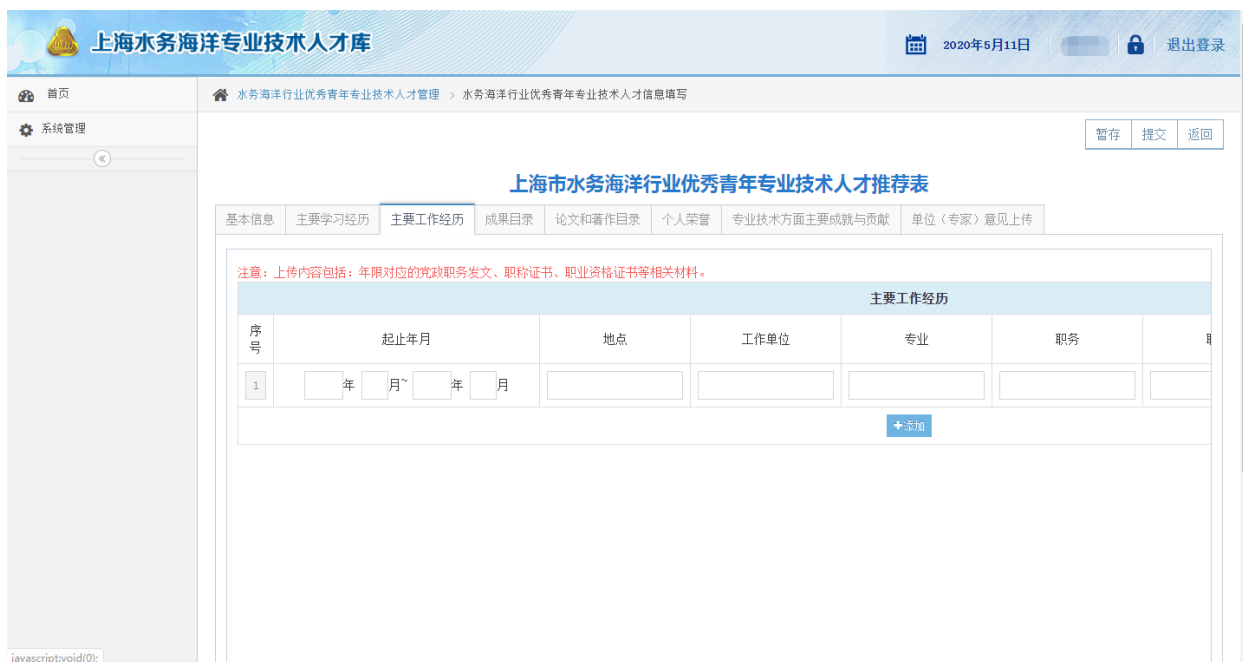 上海水务海洋专业技术人才库
2020年5月11日 退出登录
首页
水务海洋行业优秀青年专业技术人才管理 > 水务海洋行业优秀青年专业技术人才信息填写
系统管理
暂存 提交 返回
上海市水务海洋行业优秀青年专业技术人才推荐表
基本信息 主要学习经历 主要工作经历 成果目录 论文和著作目录 个人荣誉 专业技术方面主要成就与贡献 单位（专家）意见上传
注意：上传内容包括：年限对应的党政职务发文、职称证书、职业资格证书等相关材料。
主要工作经历
序号 起止年月 地点 工作单位 专业 职务
1 年 月~ 年 月
+添加
javascript:void(0);